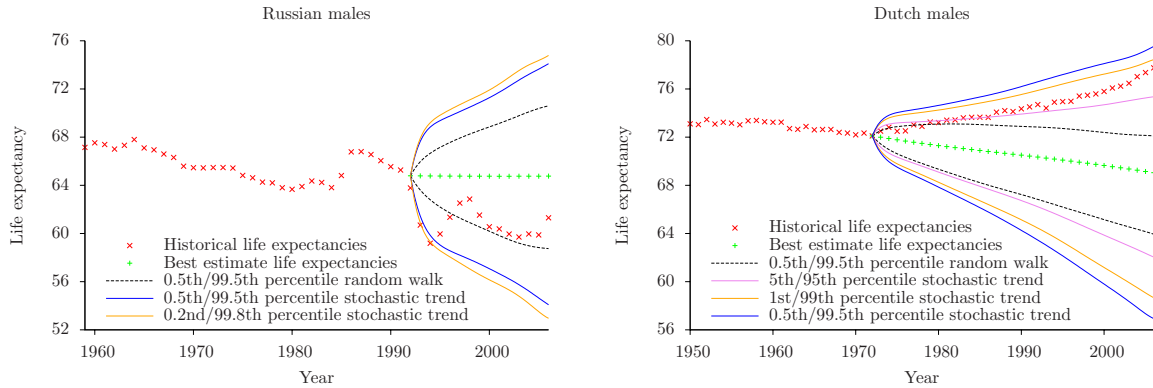 Russian males
76
72
68
64
60
56
52
Life expectancy
Historical life expectancies
Best estimate life expectancies
0.5th/99.5th percentile random walk
0.5th/99.5th percentile stochastic trend
0.2nd/99.8th percentile stochastic trend
1960 1970 1980 1990 2000
Year
Dutch males
80
76
72
68
64
60
56
Life expectancy
Historical life expectancies
Best estimate life expectancies
0.5th/99.5th percentile random walk
5th/95th percentile stochastic trend
1st/99th percentile stochastic trend
0.5th/99.5th percentile stochastic trend
1950 1960 1970 1980 1990 2000
Year